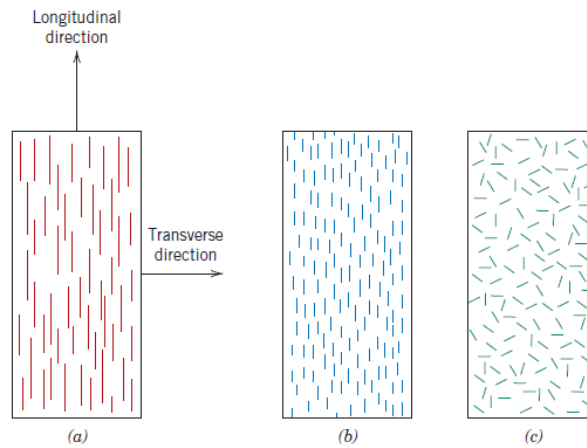 Longitudinal
direction
Transverse
direction
(a)
(b)
(c)